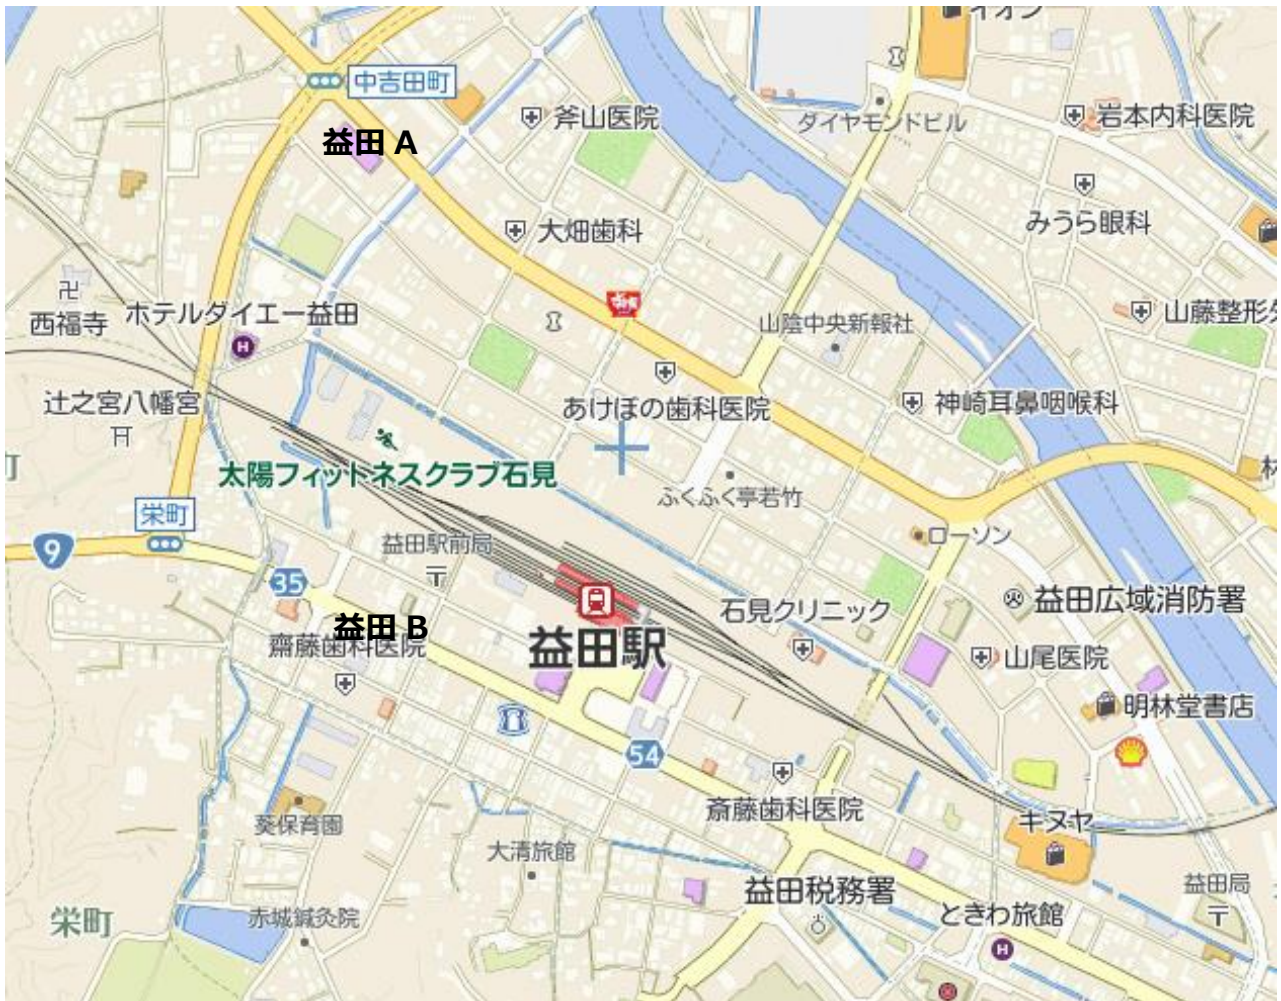 イオン
中吉田町
斧山医院
岩本内科医院
ダイヤモンドビル
益田 A
みうら眼科
大畑歯科
卍
西福寺
ホテルダイエー益田
H
すき家
山陰中央新報社
山藤整形外
辻之宮八幡宮
あけぼの歯科医院
神崎耳鼻咽喉科
町
太陽フィットネスクラブ石見
ふくふく亭若竹
林
栄町
9
益田駅前局
〒
ローソン
35
益田広域消防署
石見クリニック
益田 B
齋藤歯科医院
益田駅
山尾医院
明林堂書店
54
斎藤歯科医院
キヌヤ
葵保育園
大清旅館
益田税務署
益田局
〒
栄町
赤城鍼灸院
ときわ旅館
H